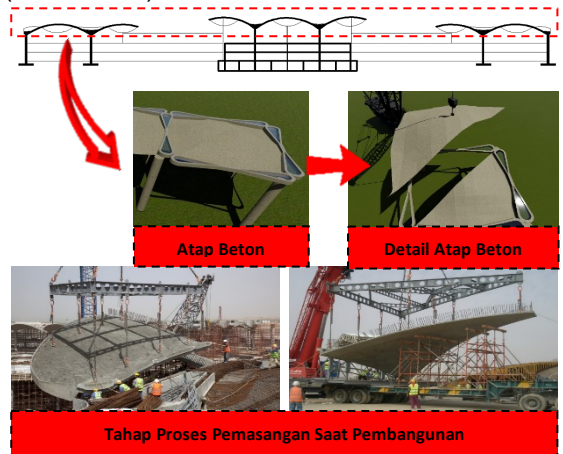 Atap Beton
Detail Atap Beton
Tahap Proses Pemasangan Saat Pembangunan